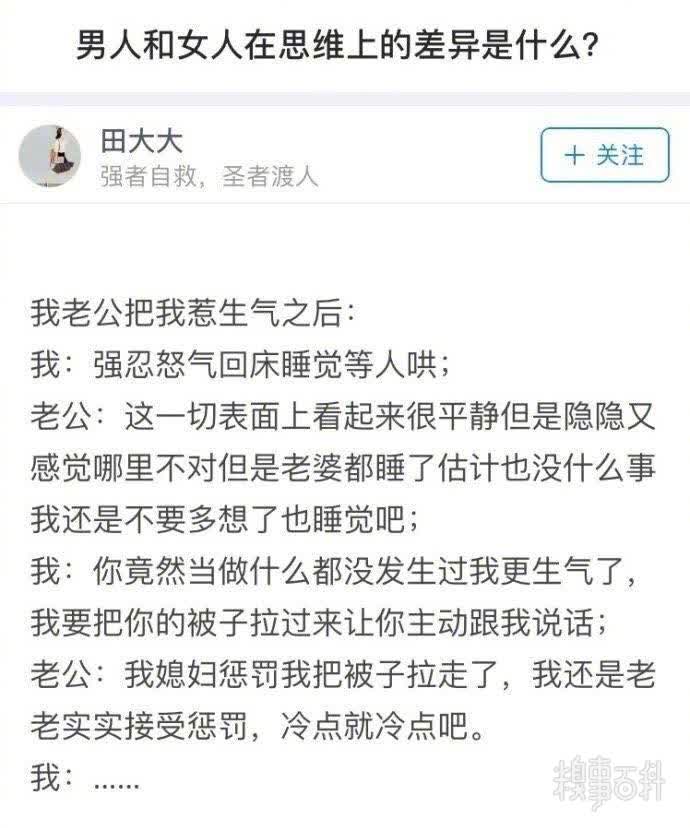 男人和女人在思维上的差异是什么?
田大大
强者自救，圣者渡人
＋ 关注
我老公把我惹生气之后：
我：强忍怒气回床睡觉等人哄；
老公：这一切表面上看起来很平静但是隐隐又
感觉哪里不对但是老婆都睡了估计也没什么事
我还是不要多想了也睡觉吧；
我：你竟然当做什么都没发生过我更生气了，
我要把你的被子拉过来让你主动跟我说话；
老公：我媳妇惩罚我把被子拉走了，我还是老
老实实接受惩罚，冷点就冷点吧。
我：......
糗事百科